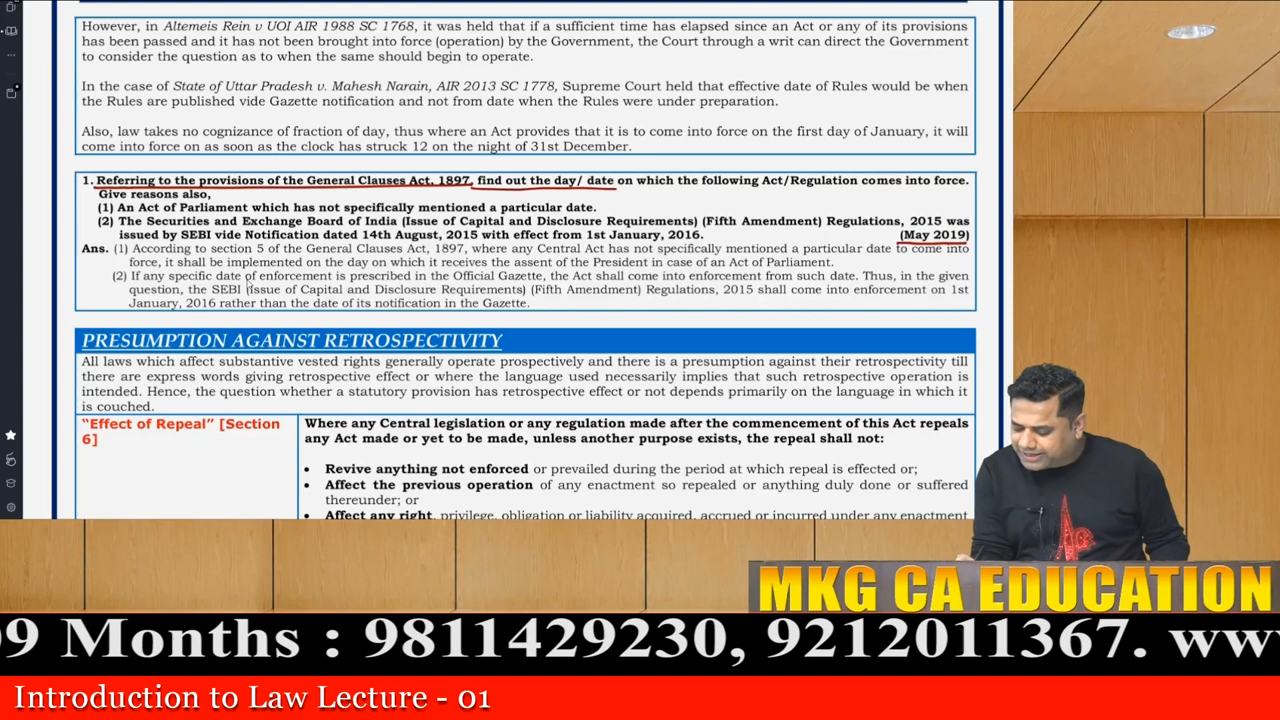 However, in Altemeis Rein v UOI AIR 1988 SC 1768, it was held that if a sufficient time has elapsed since an Act or any of its provisions
has been passed and it has not been brought into force (operation) by the Government, the Court through a writ can direct the Government
to consider the question as to when the same should begin to operate.
In the case of State of Uttar Pradesh v. Mahesh Narain, AIR 2013 SC 1778, Supreme Court held that effective date of Rules would be when
the Rules are published vide Gazette notification and not from date when the Rules were under preparation.
Also, law takes no cognizance of fraction of day, thus where an Act provides that it is to come into force on the first day of January, it will
come into force on as soon as the clock has struck 12 on the night of 31st December.
1. Referring to the provisions of the General Clauses Act, 1897, find out the day/ date on which the following Act/Regulation comes into force.
Give reasons also,
(1) An Act of Parliament which has not specifically mentioned a particular date.
(2) The Securities and Exchange Board of India (Issue of Capital and Disclosure Requirements) (Fifth Amendment) Regulations, 2015 was
issued by SEBI vide Notification dated 14th August, 2015 with effect from 1st January, 2016. (May 2019)
Ans. (1) According to section 5 of the General Clauses Act, 1897, where any Central Act has not specifically mentioned a particular date to come into
force, it shall be implemented on the day on which it receives the assent of the President in case of an Act of Parliament.
(2) If any specific date of enforcement is prescribed in the Official Gazette, the Act shall come into enforcement from such date. Thus, in the given
question, the SEBI (Issue of Capital and Disclosure Requirements) (Fifth Amendment) Regulations, 2015 shall come into enforcement on 1st
January, 2016 rather than the date of its notification in the Gazette.
PRESUMPTION AGAINST RETROSPECTIVITY
All laws which affect substantive vested rights generally operate prospectively and there is a presumption against their retrospectivity till
there are express words giving retrospective effect or where the language used necessarily implies that such retrospective operation is
intended. Hence, the question whether a statutory provision has retrospective effect or not depends primarily on the language in which it
is couched.
"Effect of Repeal" [Section
6]
Where any Central legislation or any regulation made after the commencement of this Act repeals
any Act made or yet to be made, unless another purpose exists, the repeal shall not:
• Revive anything not enforced or prevailed during the period at which repeal is effected or;
• Affect the previous operation of any enactment so repealed or anything duly done or suffered
thereunder; or
• Affect any right, privilege, obligation or liability acquired, accrued or incurred under any enactment
MKG CA EDUCATION
09 Months : 9811429230, 9212011367. ww
Introduction to Law Lecture - 01